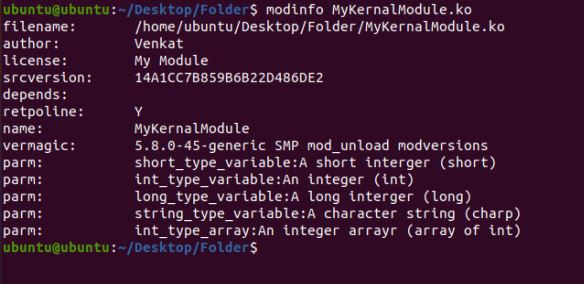 ubuntu@ubuntu:~/Desktop/Folder$ modinfo MyKernalModule.ko
filename:       /home/ubuntu/Desktop/Folder/MyKernalModule.ko
author:         Venkat
license:        My Module
srcversion:     14A1CC7B859B6B22D486DE2
depends:
retpoline:      Y
name:           MyKernalModule
vermagic:       5.8.0-45-generic SMP mod_unload modversions
parm:           short_type_variable:A short interger (short)
parm:           int_type_variable:An integer (int)
parm:           long_type_variable:A long interger (long)
parm:           string_type_variable:A character string (charp)
parm:           int_type_array:An integer arrayr (array of int)
ubuntu@ubuntu:~/Desktop/Folder$